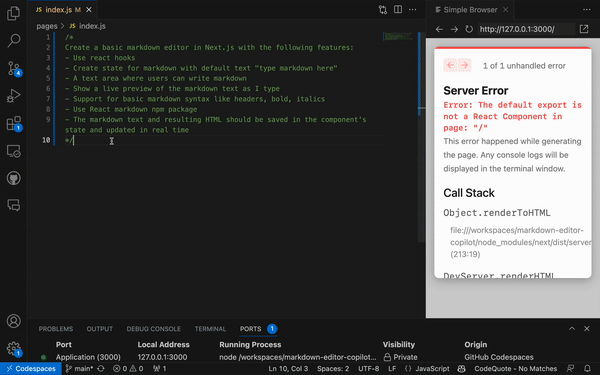 index.js M
Simple Browser
pages > index.js
http://127.0.0.1:3000/
1 /*
2 Create a basic markdown editor in Next.js with the following features:
3 - Use react hooks
4 - Create state for markdown with default text "type markdown here"
5 - A text area where users can write markdown
6 - Show a live preview of the markdown text as I type
7 - Support for basic markdown syntax like headers, bold, italics
8 - Use React markdown npm package
9 - The markdown text and resulting HTML should be saved in the component's
state and updated in real time
10 */
1 of 1 unhandled error
Server Error
Error: The default export is
not a React Component in
page: "/"
This error happened while generating
the page. Any console logs will be
displayed in the terminal window.
Call Stack
Object.renderToHTML
file:///workspaces/markdown-editor-
copilot/node_modules/next/dist/server
(213:19)
DevServer.renderHTML
PROBLEMS OUTPUT DEBUG CONSOLE TERMINAL PORTS 1
Port Local Address Running Process Visibility Origin
Application (3000) 127.0.0.1:3000 node /workspaces/markdown-editor-copilot... Private GitHub Codespaces
Codespaces main* 0 0 1 Ln 10, Col 3 Spaces: 2 UTF-8 LF {} JavaScript CodeQuote - No Matches